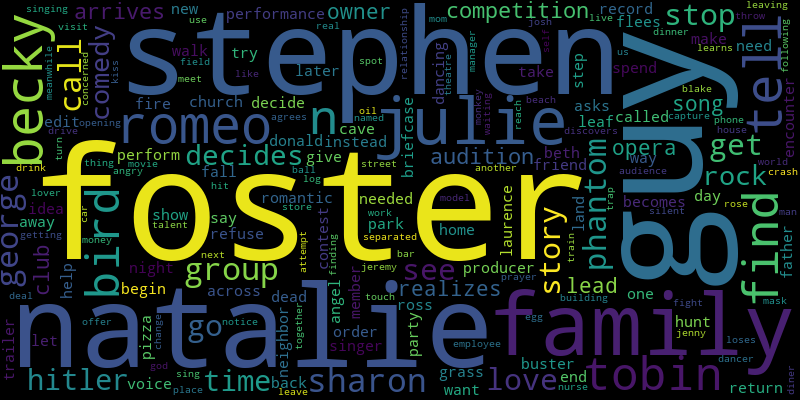 singing arrives new performance owner competition record leaving
visit stephen guy us mom josh live throw
becky meanwhile call concerned comedy flees try relationship stop make need tell following
walk real field like spot later theatre manager dancing take step self spend learns dinner
kiss meet reach beach
fire church decide n julie oil named monkey waiting asks song blake
edit opening romeo agrees cave briefcase leaf called capture phone encounter
drive donald instead audition discovers house
turn thing perform decides give street another beth friend opera way get world
drink movie angry fall hit ball log phantom audience rock crash
foster
george lover car bird store romantic needed work park laurence story train land becomes day rose father
idea show talent say contest home separated model trap silent man
away refuse next bar
getting money club night group finding attempt jeremy member see producer lead one find
help begin across dead angel touch realizes prayer building hunt fight mask
deal offer change notice together ross egg jenny loses
natalie family
trailer let pizza god neighbor order party employee buster dancer
sing singer grass end tobin diner
hitler voice place time go back leave sharon want love nurse return